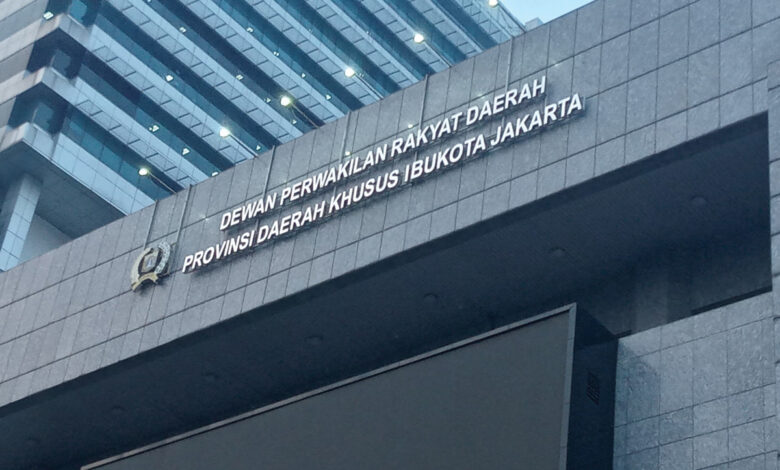 DEWAN PERWAKILAN RAKYAT DAERAH
PROVINSI DAERAH KHUSUS IBUKOTA JAKARTA